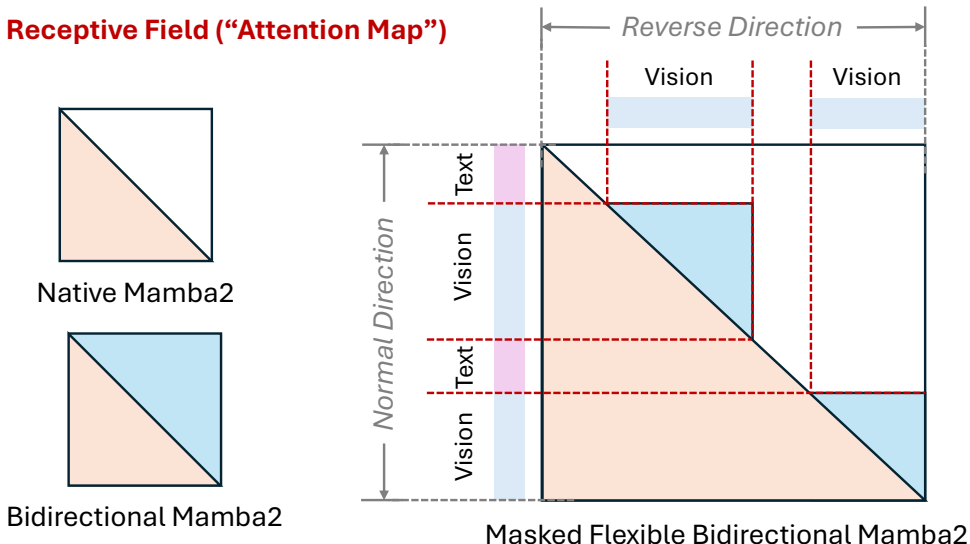 Receptive Field (“Attention Map”)
Native Mamba2
Bidirectional Mamba2
Reverse Direction
Vision
Vision
Normal Direction
Text
Vision
Text
Vision
Masked Flexible Bidirectional Mamba2